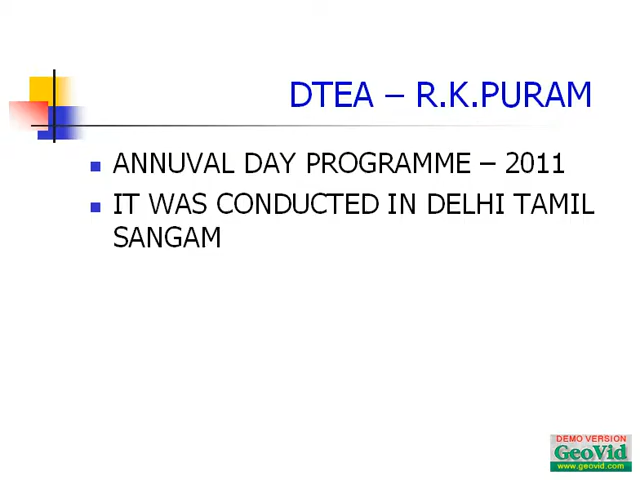 DTEA – R.K.PURAM
ANNUVAL DAY PROGRAMME – 2011
IT WAS CONDUCTED IN DELHI TAMIL
SANGAM
DEMO VERSION
GeoVid
www.geovid.com